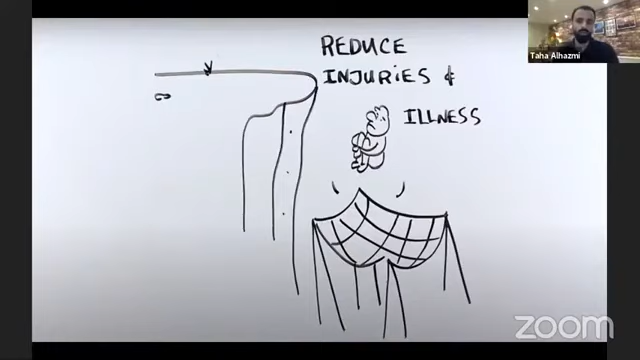 REDUCE
INJURIES &
ILLNESS
Taha Alhazmi
zoom